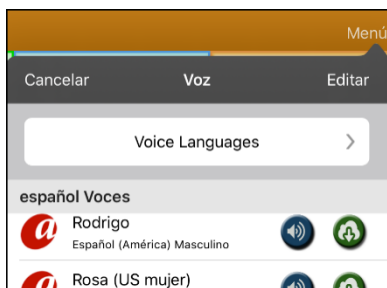 Menú
Cancelar Voz Editar
Voice Languages
español Voces
a Rodrigo
Español (América) Masculino
a Rosa (US mujer)